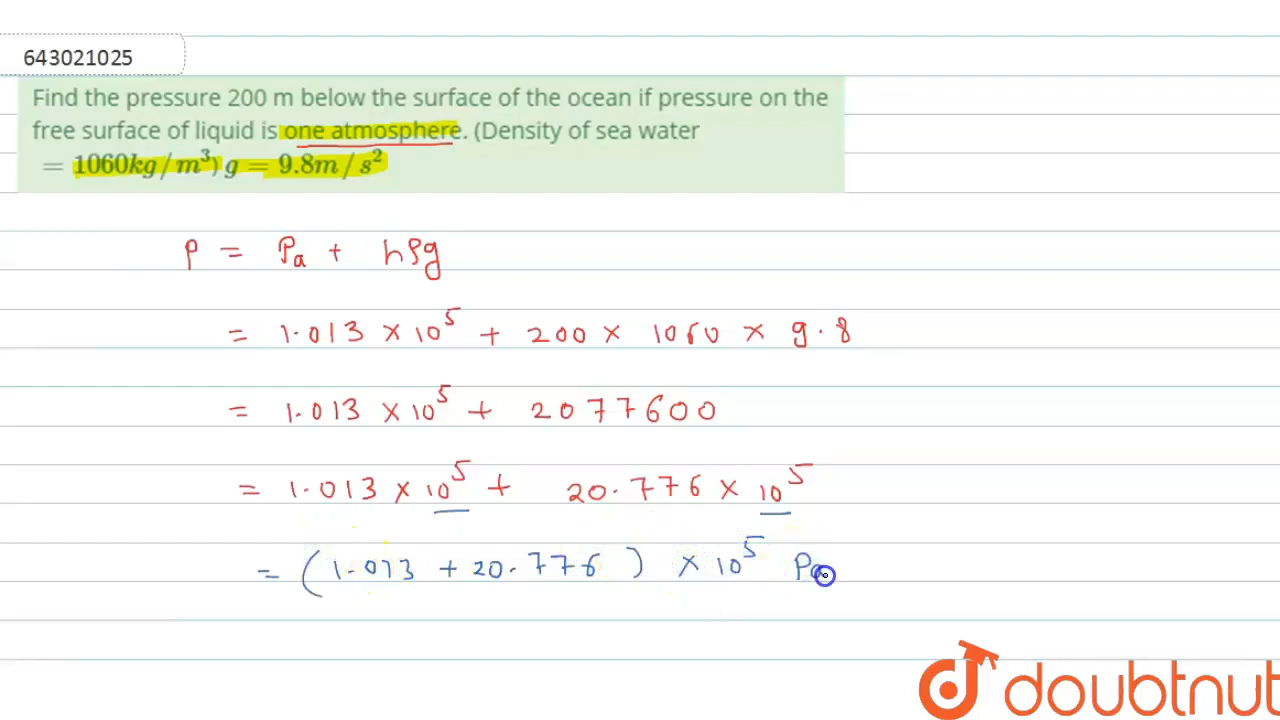 643021025
Find the pressure 200 m below the surface of the ocean if pressure on the
free surface of liquid is one atmosphere. (Density of sea water
= 1060kg/m³) g = 9.8m/s²
P = Pa + hρg
= 1.013 × 10⁵ + 200 × 1060 × 9.8
= 1.013 × 10⁵ + 2077600
= 1.013 × 10⁵ + 20.776 × 10⁵
= (1.013 + 20.776) × 10⁵ Pa
doubtnut